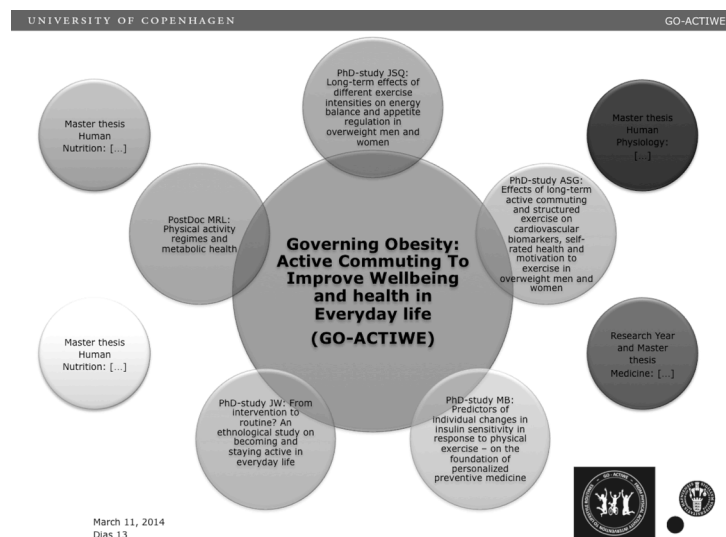 UNIVERSITY OF COPENHAGEN
GO-ACTIWE
PhD-study JSQ:
Long-term effects of
different exercise
intensities on energy
balance and appetite
regulation in
overweight men and
women
Master thesis
Human
Nutrition: [...]
Master thesis
Human
Physiology:
[...]
PostDoc MRL:
Physical activity
regimes and
metabolic health
PhD-study ASG:
Effects of long-term
active commuting
and structured
exercise on
cardiovascular
biomarkers, self-
rated health and
motivation to
exercise in
overweight men and
women
Governing Obesity:
Active Commuting To
Improve Wellbeing
and health in
Everyday life
(GO-ACTIWE)
Master thesis
Human
Nutrition: [...]
Research Year
and Master
thesis
Medicine: [...]
PhD-study JW: From
intervention to
routine? An
ethnological study on
becoming and
staying active in
everyday life
PhD-study MB:
Predictors of
individual changes in
insulin sensitivity in
response to physical
exercise – on the
foundation of
personalized
preventive medicine
March 11, 2014
Dias 13